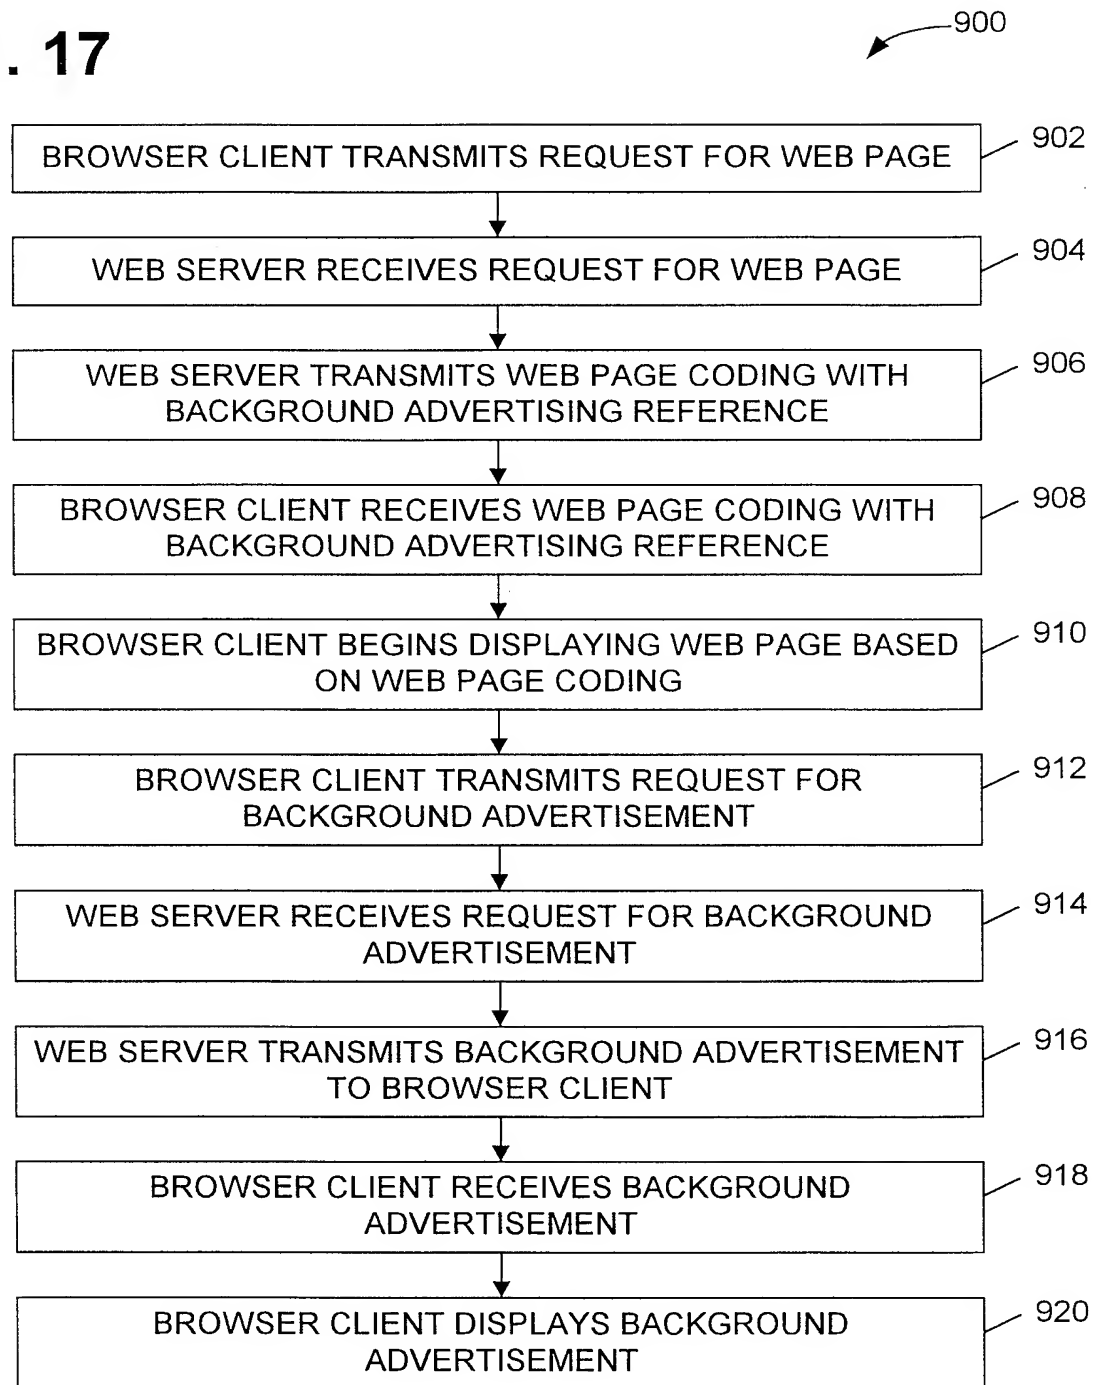 . 17
900
BROWSER CLIENT TRANSMITS REQUEST FOR WEB PAGE
902
WEB SERVER RECEIVES REQUEST FOR WEB PAGE
904
WEB SERVER TRANSMITS WEB PAGE CODING WITH
BACKGROUND ADVERTISING REFERENCE
906
BROWSER CLIENT RECEIVES WEB PAGE CODING WITH
BACKGROUND ADVERTISING REFERENCE
908
BROWSER CLIENT BEGINS DISPLAYING WEB PAGE BASED
ON WEB PAGE CODING
910
BROWSER CLIENT TRANSMITS REQUEST FOR
BACKGROUND ADVERTISEMENT
912
WEB SERVER RECEIVES REQUEST FOR BACKGROUND
ADVERTISEMENT
914
WEB SERVER TRANSMITS BACKGROUND ADVERTISEMENT
TO BROWSER CLIENT
916
BROWSER CLIENT RECEIVES BACKGROUND
ADVERTISEMENT
918
BROWSER CLIENT DISPLAYS BACKGROUND
ADVERTISEMENT
920